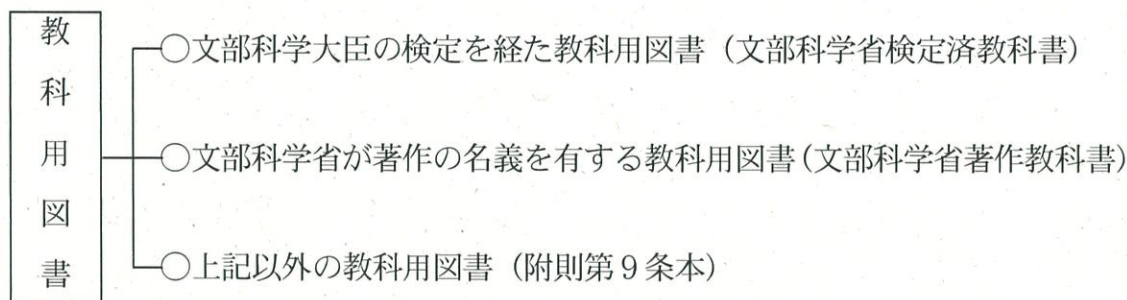 教科用図書
○文部科学大臣の検定を経た教科用図書（文部科学省検定済教科書）
○文部科学省が著作の名義を有する教科用図書（文部科学省著作教科書）
○上記以外の教科用図書（附則第９条本）